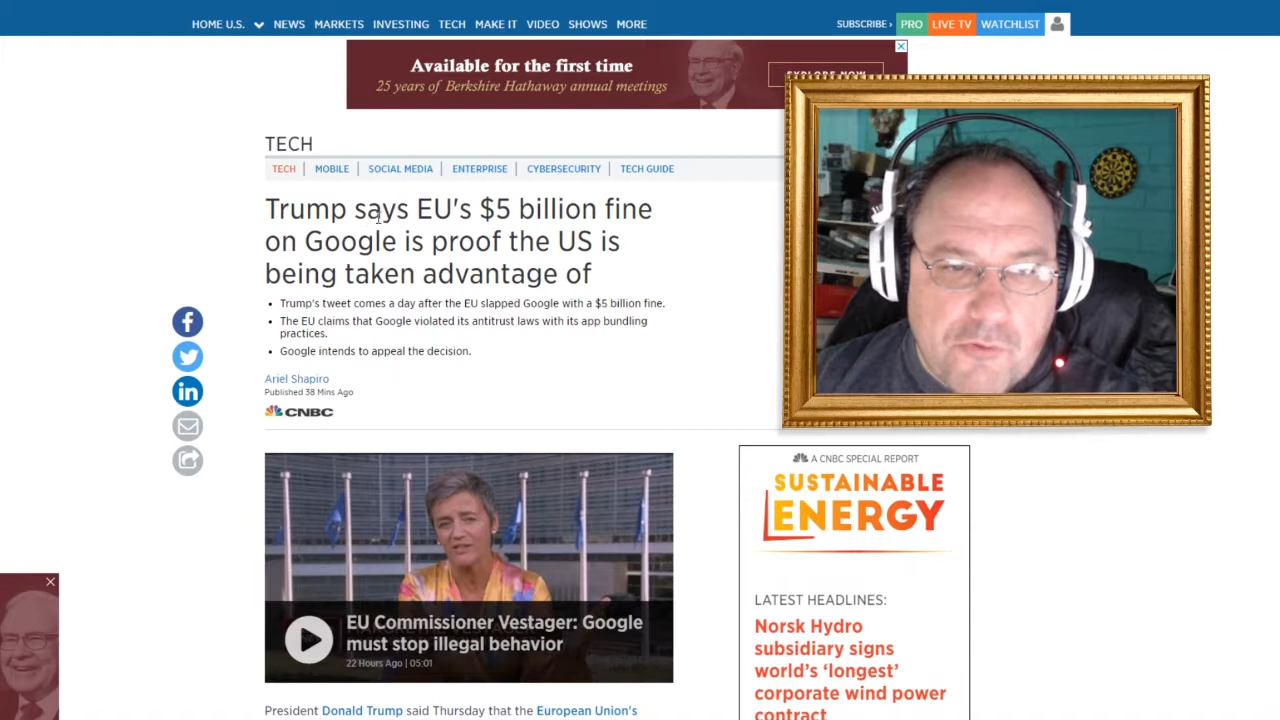 HOME U.S. NEWS MARKETS INVESTING TECH MAKE IT VIDEO SHOWS MORE SUBSCRIBE › PRO LIVE TV WATCHLIST
Available for the first time
25 years of Berkshire Hathaway annual meetings
EXPLORE NOW
TECH
TECH MOBILE SOCIAL MEDIA ENTERPRISE CYBERSECURITY TECH GUIDE
Trump says EU's $5 billion fine
on Google is proof the US is
being taken advantage of
• Trump's tweet comes a day after the EU slapped Google with a $5 billion fine.
• The EU claims that Google violated its antitrust laws with its app bundling
practices.
• Google intends to appeal the decision.
Ariel Shapiro
Published 38 Mins Ago
CNBC
EU Commissioner Vestager: Google
must stop illegal behavior
22 Hours Ago | 05:01
President Donald Trump said Thursday that the European Union's
A CNBC SPECIAL REPORT
SUSTAINABLE
ENERGY
LATEST HEADLINES:
Norsk Hydro
subsidiary signs
world's ‘longest’
corporate wind power
contract